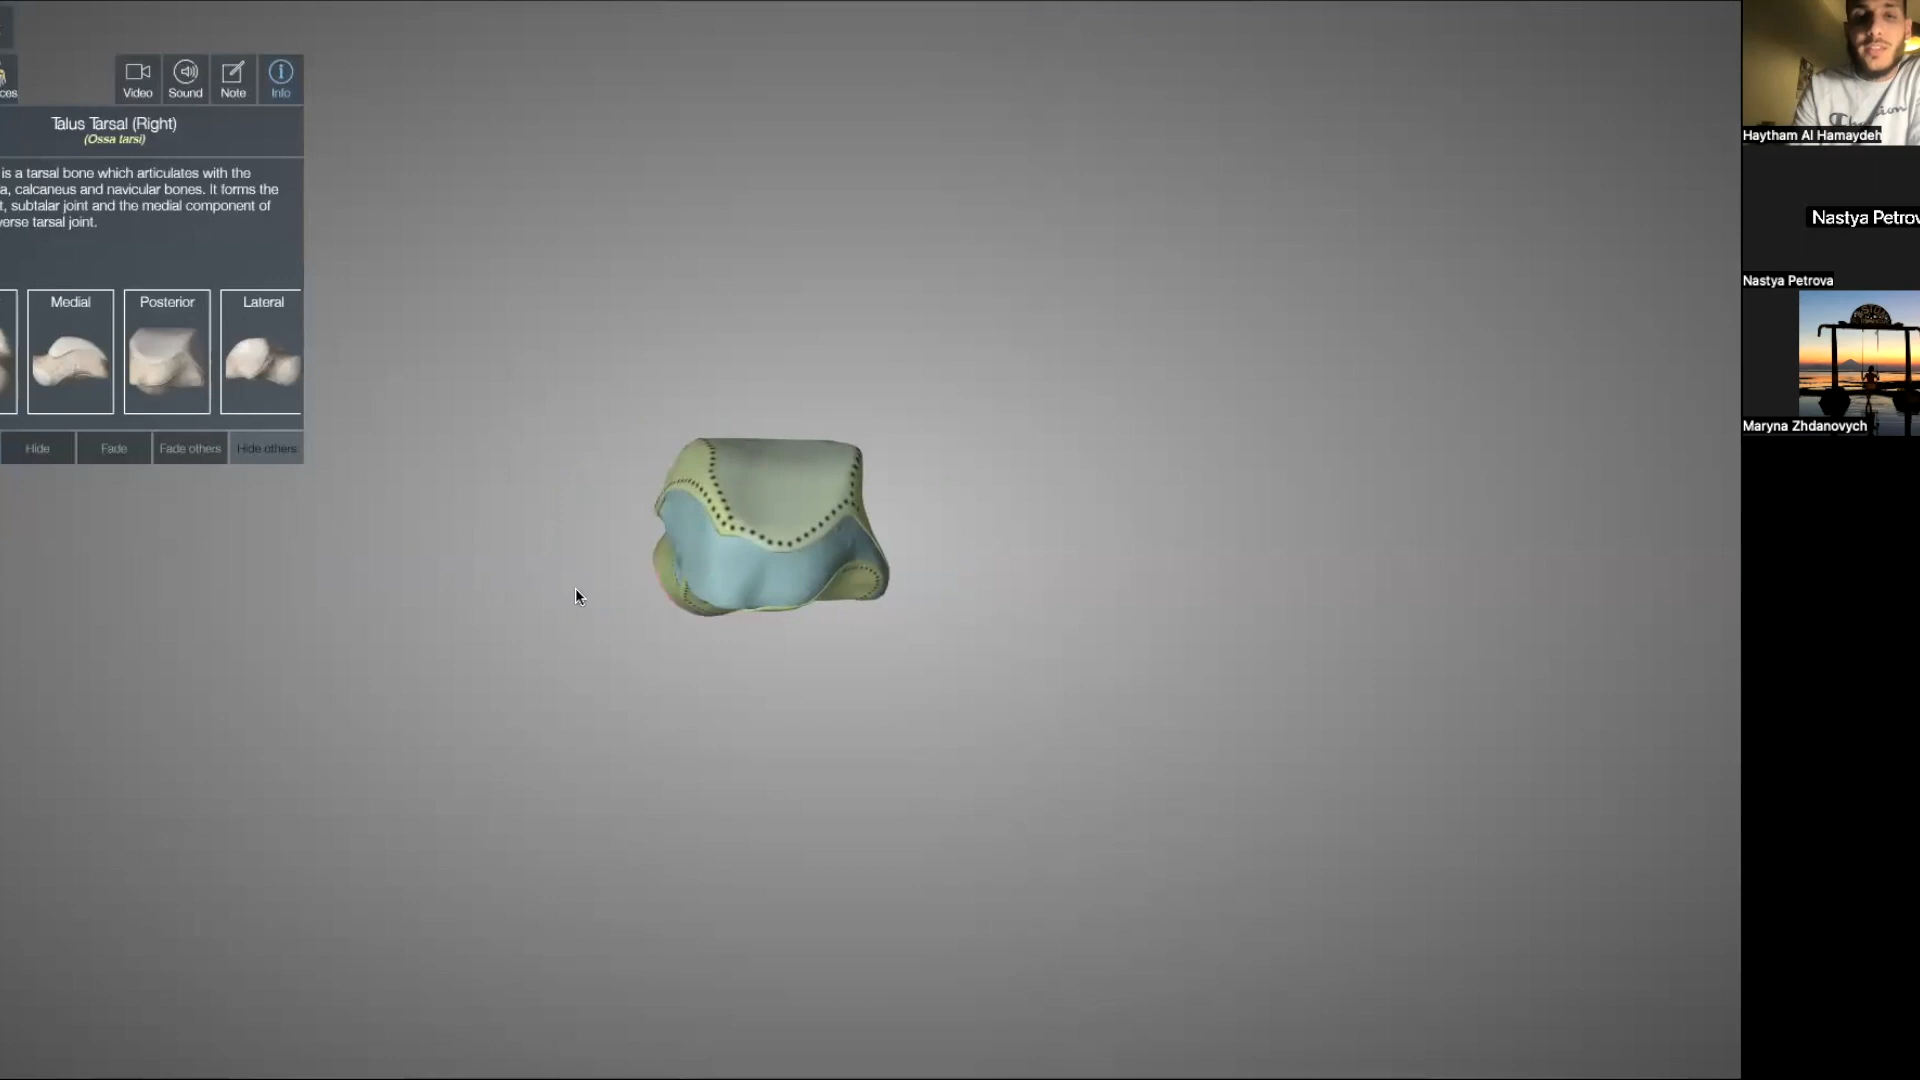 Video
Sound
Note
Info
Talus Tarsal (Right)
(Ossa tarsi)
is a tarsal bone which articulates with the
calcaneus and navicular bones. It forms the
subtalar joint and the medial component of
tarsal joint.
Medial
Posterior
Lateral
Hide
Fade
Fade others
Hide others
Haytham Al Hamaydeh
Nastya
Nastya Petrova
Maryna Zhdanovych